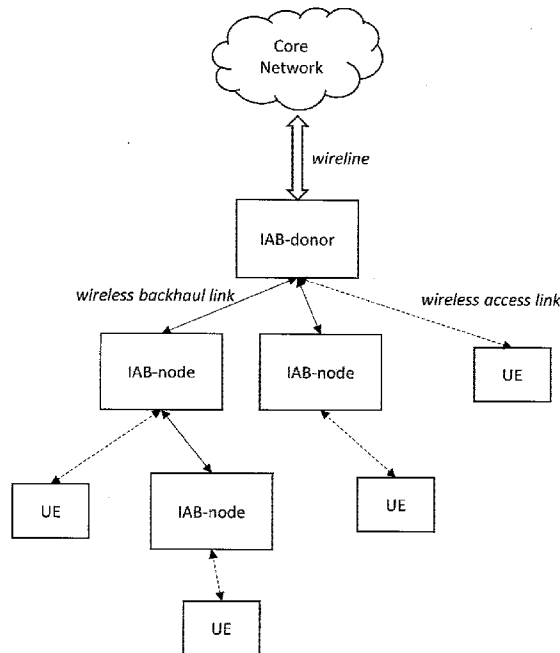 Core
Network
wireline
IAB-donor
wireless backhaul link
wireless access link
IAB-node
IAB-node
UE
UE
IAB-node
UE
UE